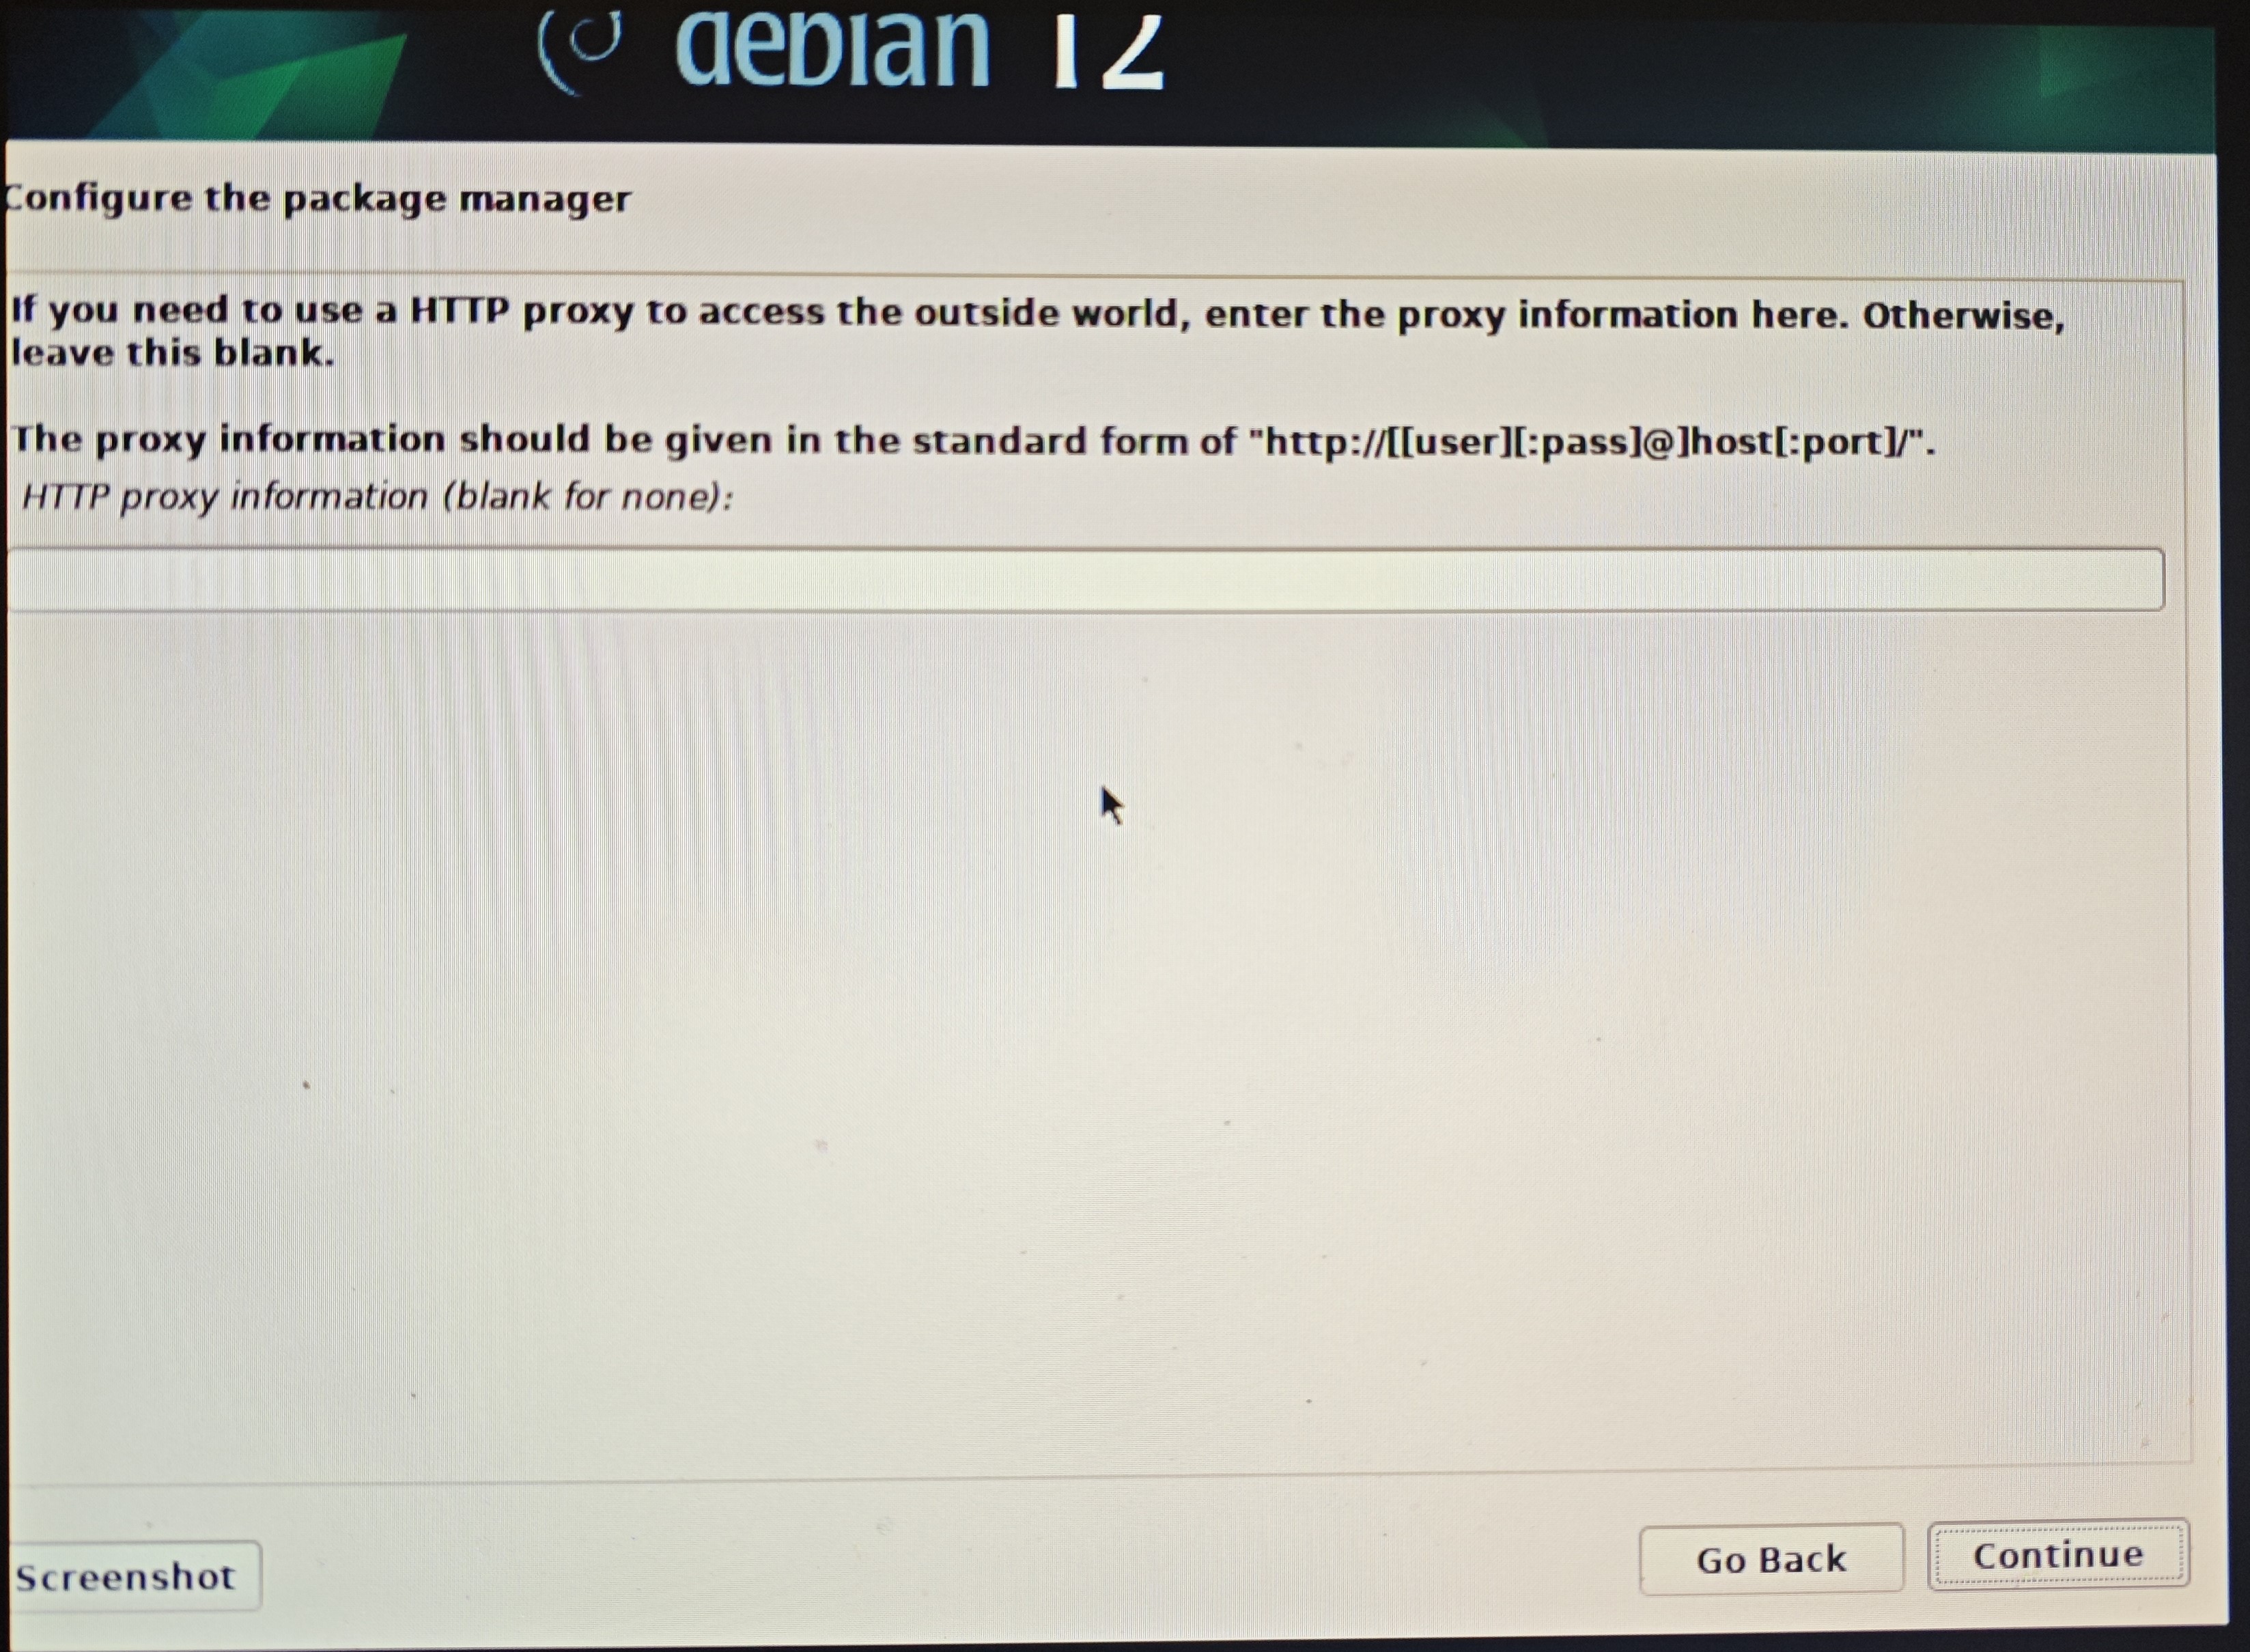 debian 12
Configure the package manager
If you need to use a HTTP proxy to access the outside world, enter the proxy information here. Otherwise,
leave this blank.
The proxy information should be given in the standard form of "http://[[user][:pass]@]host[:port]/".
HTTP proxy information (blank for none):
Screenshot
Go Back
Continue